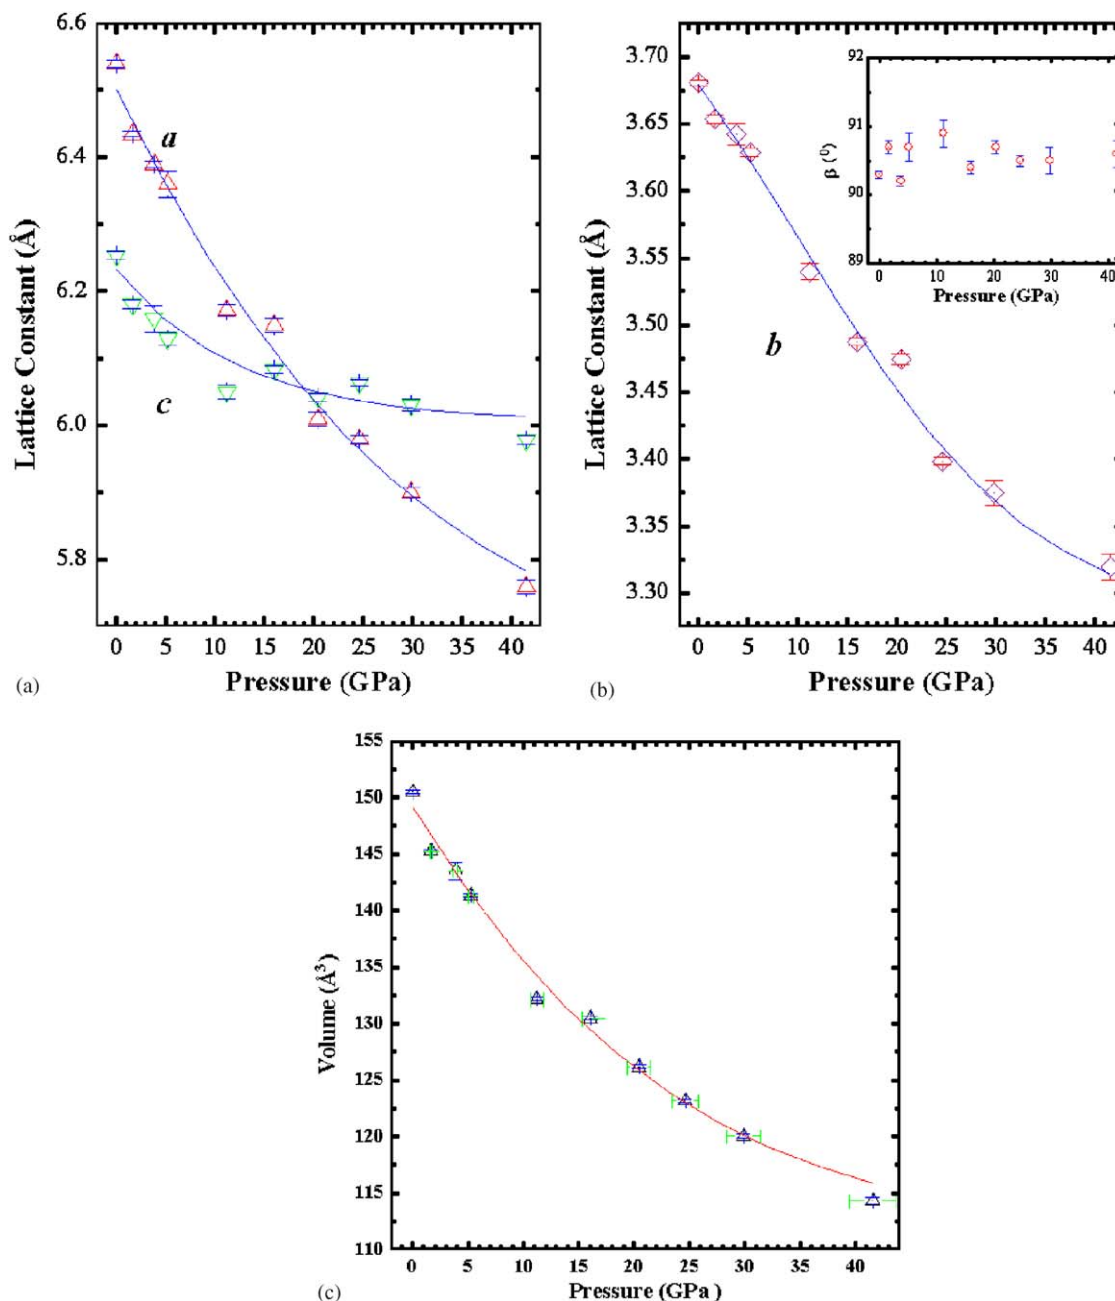 6.6
6.4
6.2
6.0
5.8
Lattice Constant (Å)
a
c
0 5 10 15 20 25 30 35 40
Pressure (GPa)
(a)
3.70
3.65
3.60
3.55
3.50
3.45
3.40
3.35
3.30
Lattice Constant (Å)
b
92
91
90
89
β (⁰)
0 10 20 30 40
Pressure (GPa)
0 5 10 15 20 25 30 35 40
Pressure (GPa)
(b)
155
150
145
140
135
130
125
120
115
110
Volume (Å³)
0 5 10 15 20 25 30 35 40
Pressure (GPa )
(c)